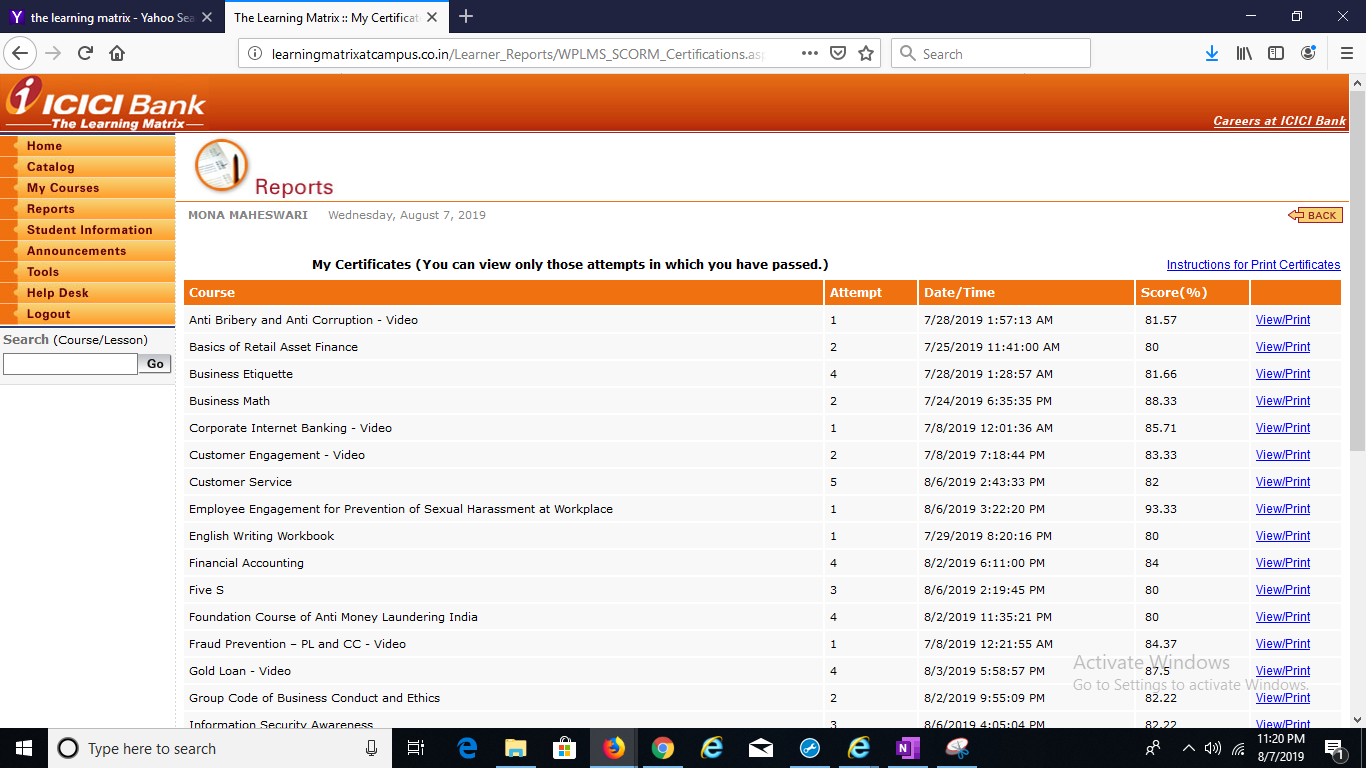 the learning matrix - Yahoo Sea
The Learning Matrix :: My Certificat
learningmatrixatcampus.co.in/Learner_Reports/WPLMS_SCORM_Certifications.asp
Search
ICICI Bank
The Learning Matrix
Careers at ICICI Bank
Home
Catalog
My Courses
Reports
Student Information
Announcements
Tools
Help Desk
Logout
Search (Course/Lesson)
Go
Reports
MONA MAHESWARI Wednesday, August 7, 2019
BACK
My Certificates (You can view only those attempts in which you have passed.)
Instructions for Print Certificates
Course Attempt Date/Time Score(%)
Anti Bribery and Anti Corruption - Video 1 7/28/2019 1:57:13 AM 81.57 View/Print
Basics of Retail Asset Finance 2 7/25/2019 11:41:00 AM 80 View/Print
Business Etiquette 4 7/28/2019 1:28:57 AM 81.66 View/Print
Business Math 2 7/24/2019 6:35:35 PM 88.33 View/Print
Corporate Internet Banking - Video 1 7/8/2019 12:01:36 AM 85.71 View/Print
Customer Engagement - Video 2 7/8/2019 7:18:44 PM 83.33 View/Print
Customer Service 5 8/6/2019 2:43:33 PM 82 View/Print
Employee Engagement for Prevention of Sexual Harassment at Workplace 1 8/6/2019 3:22:20 PM 93.33 View/Print
English Writing Workbook 1 7/29/2019 8:20:16 PM 80 View/Print
Financial Accounting 4 8/2/2019 6:11:00 PM 84 View/Print
Five S 3 8/6/2019 2:19:45 PM 80 View/Print
Foundation Course of Anti Money Laundering India 4 8/2/2019 11:35:21 PM 80 View/Print
Fraud Prevention – PL and CC - Video 1 7/8/2019 12:21:55 AM 84.37 View/Print
Gold Loan - Video 4 8/3/2019 5:58:57 PM 87.5 View/Print
Group Code of Business Conduct and Ethics 2 8/2/2019 9:55:09 PM 82.22 View/Print
Information Security Awareness 3 8/6/2019 4:05:04 PM 82.22 View/Print
Activate Windows
Go to Settings to activate Windows.
Type here to search
11:20 PM
8/7/2019
1